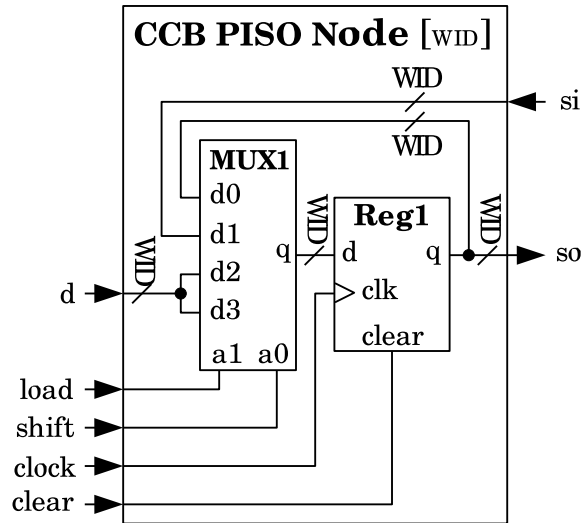 CCB PISO Node [WID]
WID
si
WID
MUX1
d0
Reg1
d1
WID
WID
WID
q
d
q
so
WID
d2
d
d3
clk
clear
a1 a0
load
shift
clock
clear